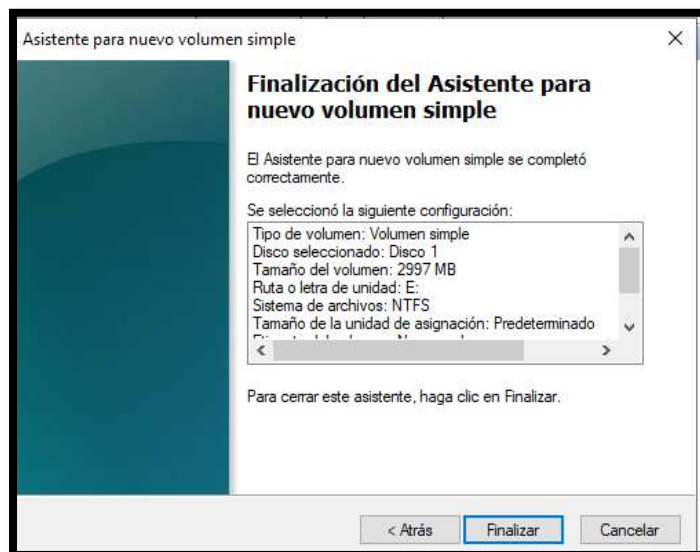 Asistente para nuevo volumen simple
Finalización del Asistente para
nuevo volumen simple
El Asistente para nuevo volumen simple se completó
correctamente.
Se seleccionó la siguiente configuración:
Tipo de volumen: Volumen simple
Disco seleccionado: Disco 1
Tamaño del volumen: 2997 MB
Ruta o letra de unidad: E:
Sistema de archivos: NTFS
Tamaño de la unidad de asignación: Predeterminado
Para cerrar este asistente, haga clic en Finalizar.
< Atrás
Finalizar
Cancelar